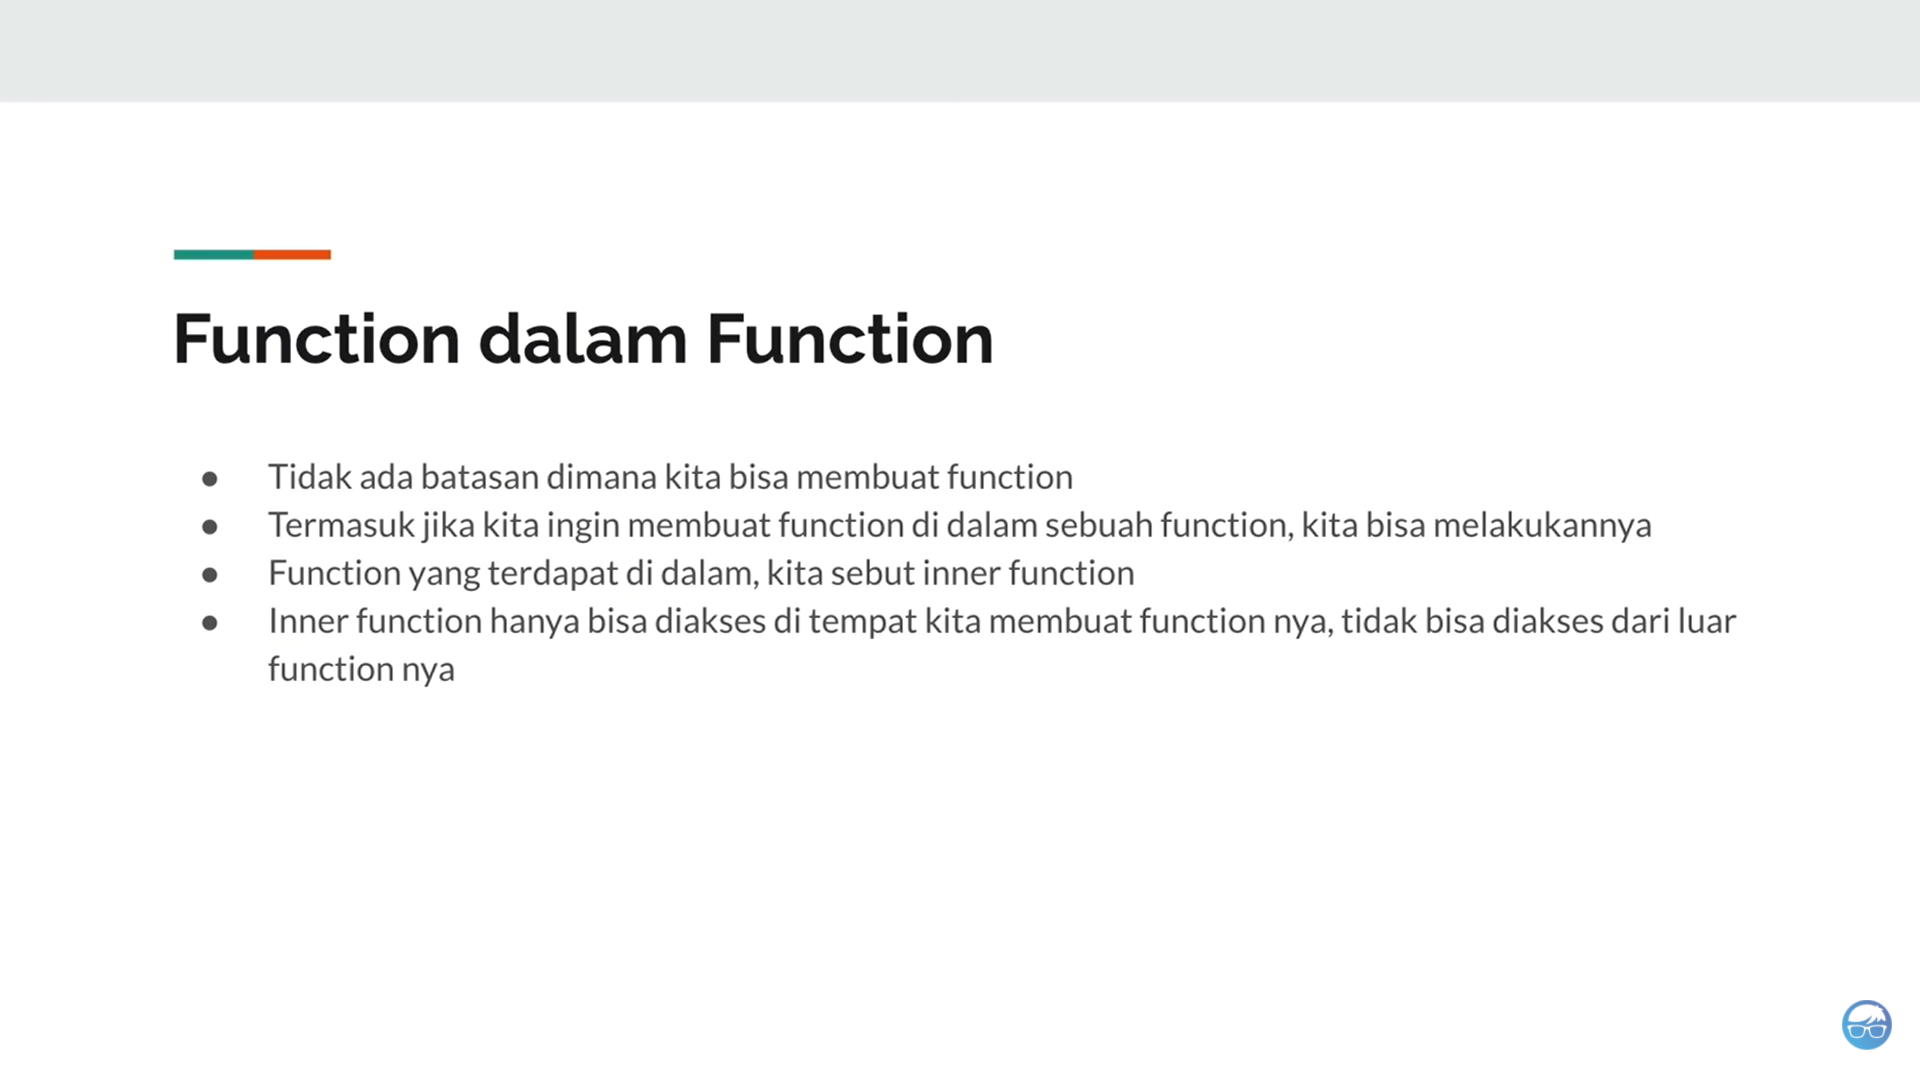 Function dalam Function
● Tidak ada batasan dimana kita bisa membuat function
● Termasuk jika kita ingin membuat function di dalam sebuah function, kita bisa melakukannya
● Function yang terdapat di dalam, kita sebut inner function
● Inner function hanya bisa diakses di tempat kita membuat function nya, tidak bisa diakses dari luar
function nya